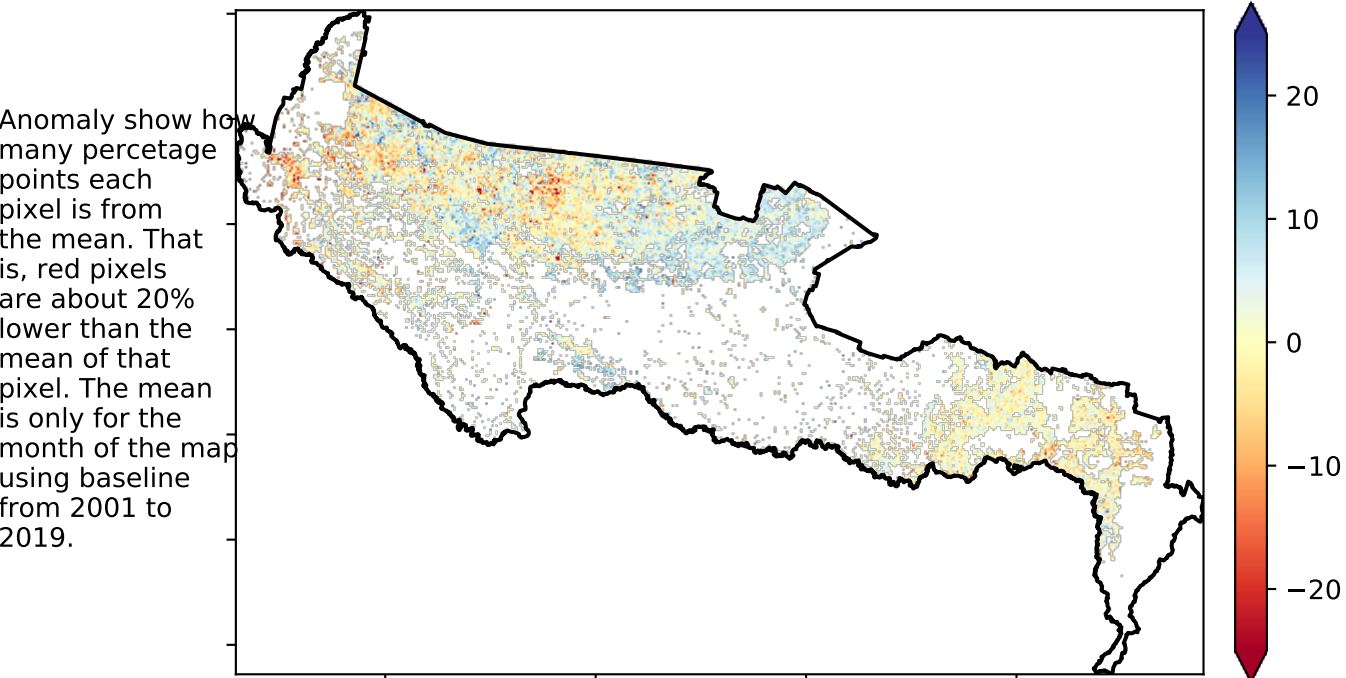 Anomaly show how
many percetage
points each
pixel is from
the mean. That
is, red pixels
are about 20%
lower than the
mean of that
pixel. The mean
is only for the
month of the map
using baseline
from 2001 to
2019.
20
10
0
−10
−20